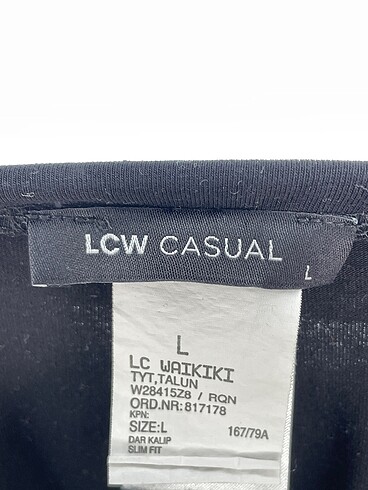 LCW CASUAL
L
L
LC WAIKIKI
TYT,TALUN
W28415Z8 / RQN
ORD.NR:817178
KPN:
SIZE:L 167/79A
DAR KALIP
SLIM FIT